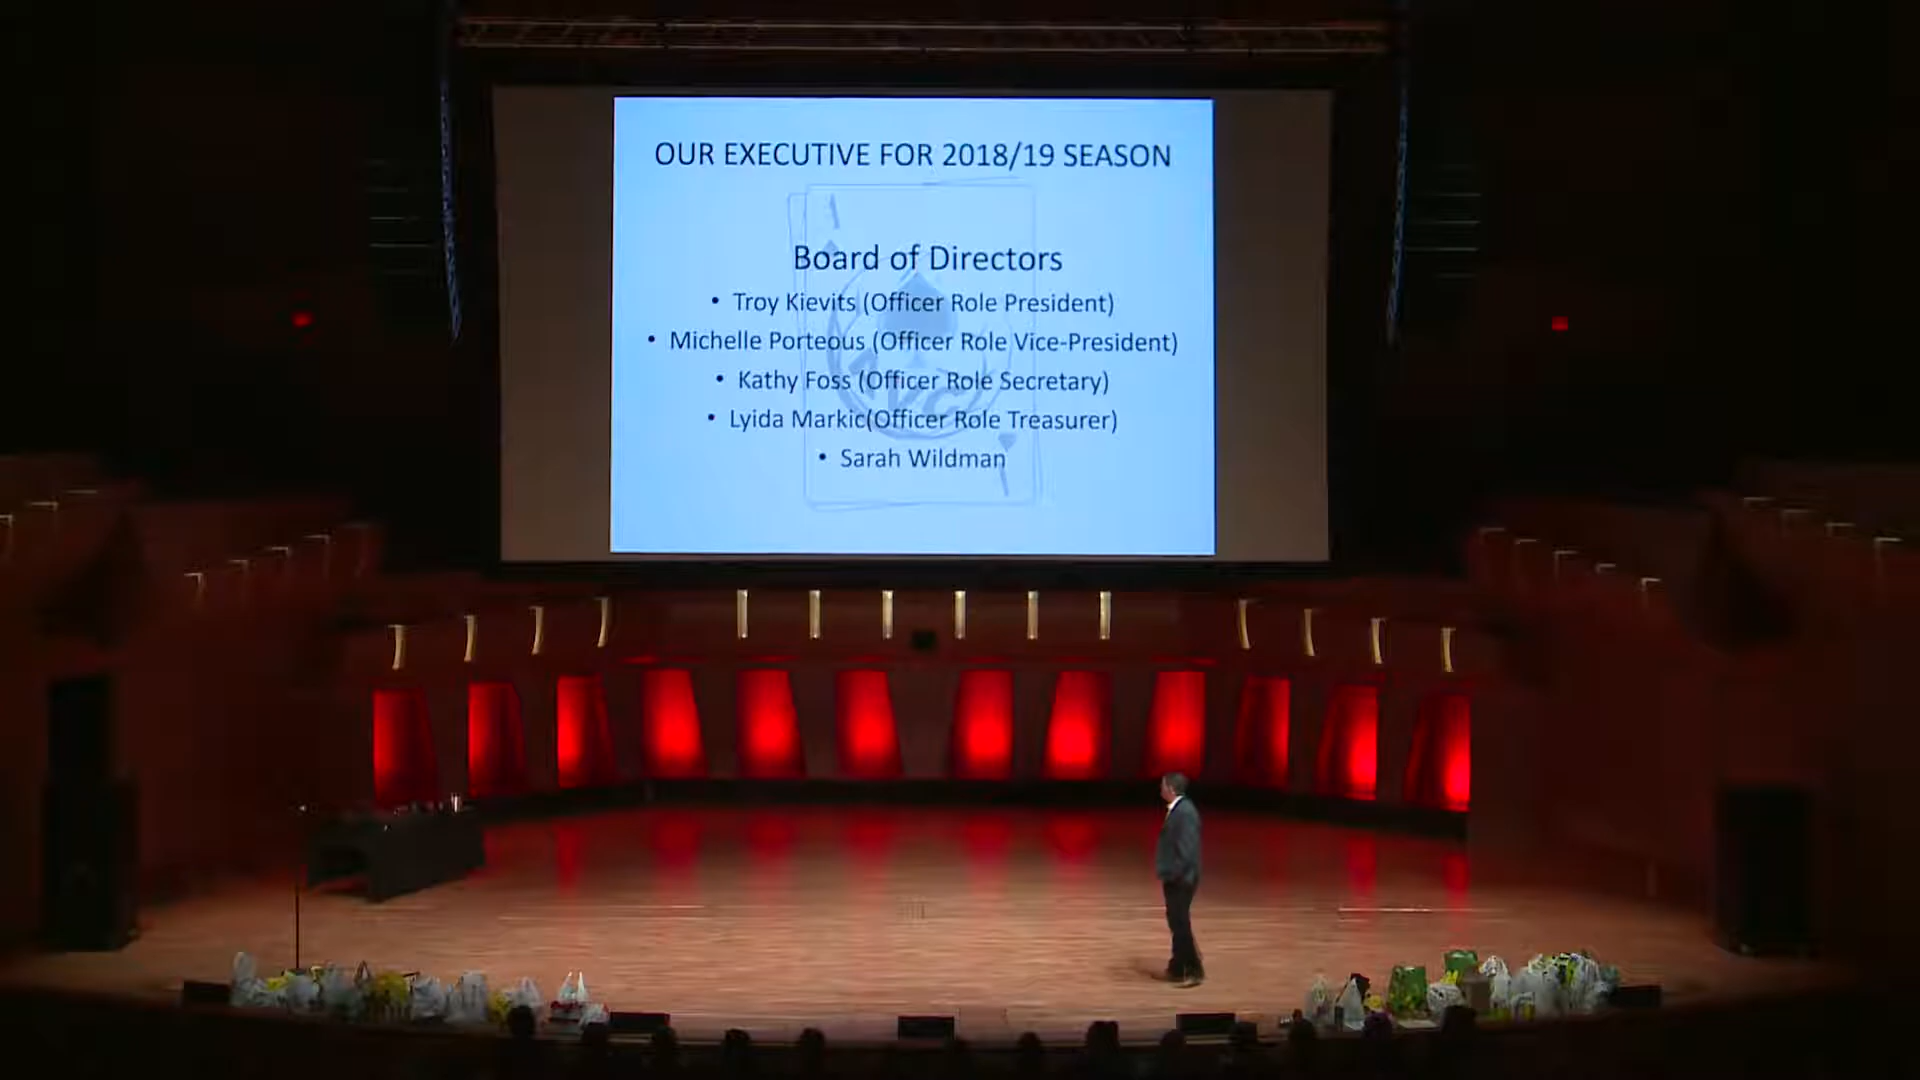 OUR EXECUTIVE FOR 2018/19 SEASON
Board of Directors
• Troy Kievits (Officer Role President)
• Michelle Porteous (Officer Role Vice-President)
• Kathy Foss (Officer Role Secretary)
• Lyida Markic(Officer Role Treasurer)
• Sarah Wildman